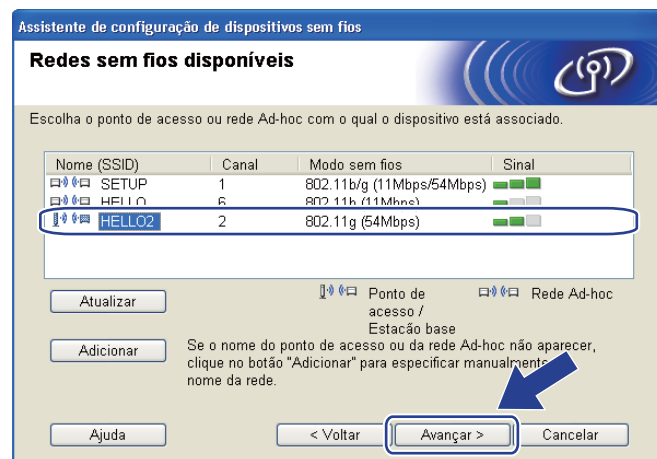 Assistente de configuração de dispositivos sem fios
Redes sem fios disponíveis
Escolha o ponto de acesso ou rede Ad-hoc com o qual o dispositivo está associado.
Nome (SSID) Canal Modo sem fios Sinal
SETUP 1 802.11b/g (11Mbps/54Mbps)
HELLO 6 802.11b (11Mbps)
HELLO2 2 802.11g (54Mbps)
Atualizar
Ponto de acesso / Estacão base
Rede Ad-hoc
Adicionar
Se o nome do ponto de acesso ou da rede Ad-hoc não aparecer,
clique no botão "Adicionar" para especificar manualmente
nome da rede.
Ajuda < Voltar Avançar > Cancelar